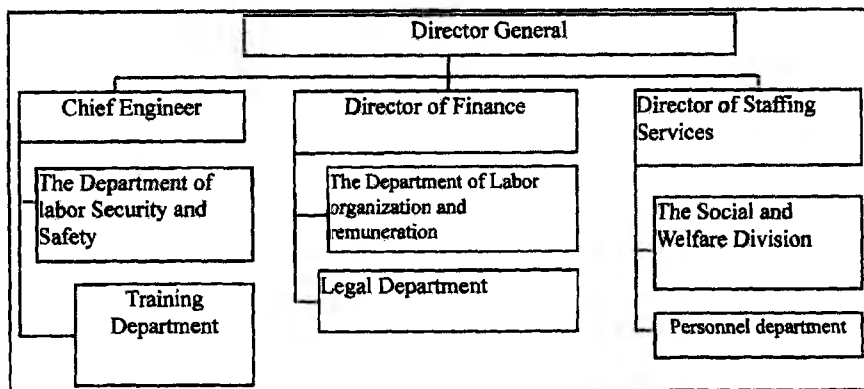 Director General
Chief Engineer
Director of Finance
Director of Staffing
Services
The Department of
labor Security and
Safety
The Department of Labor
organization and
remuneration
The Social and
Welfare Division
Training
Department
Legal Department
Personnel department